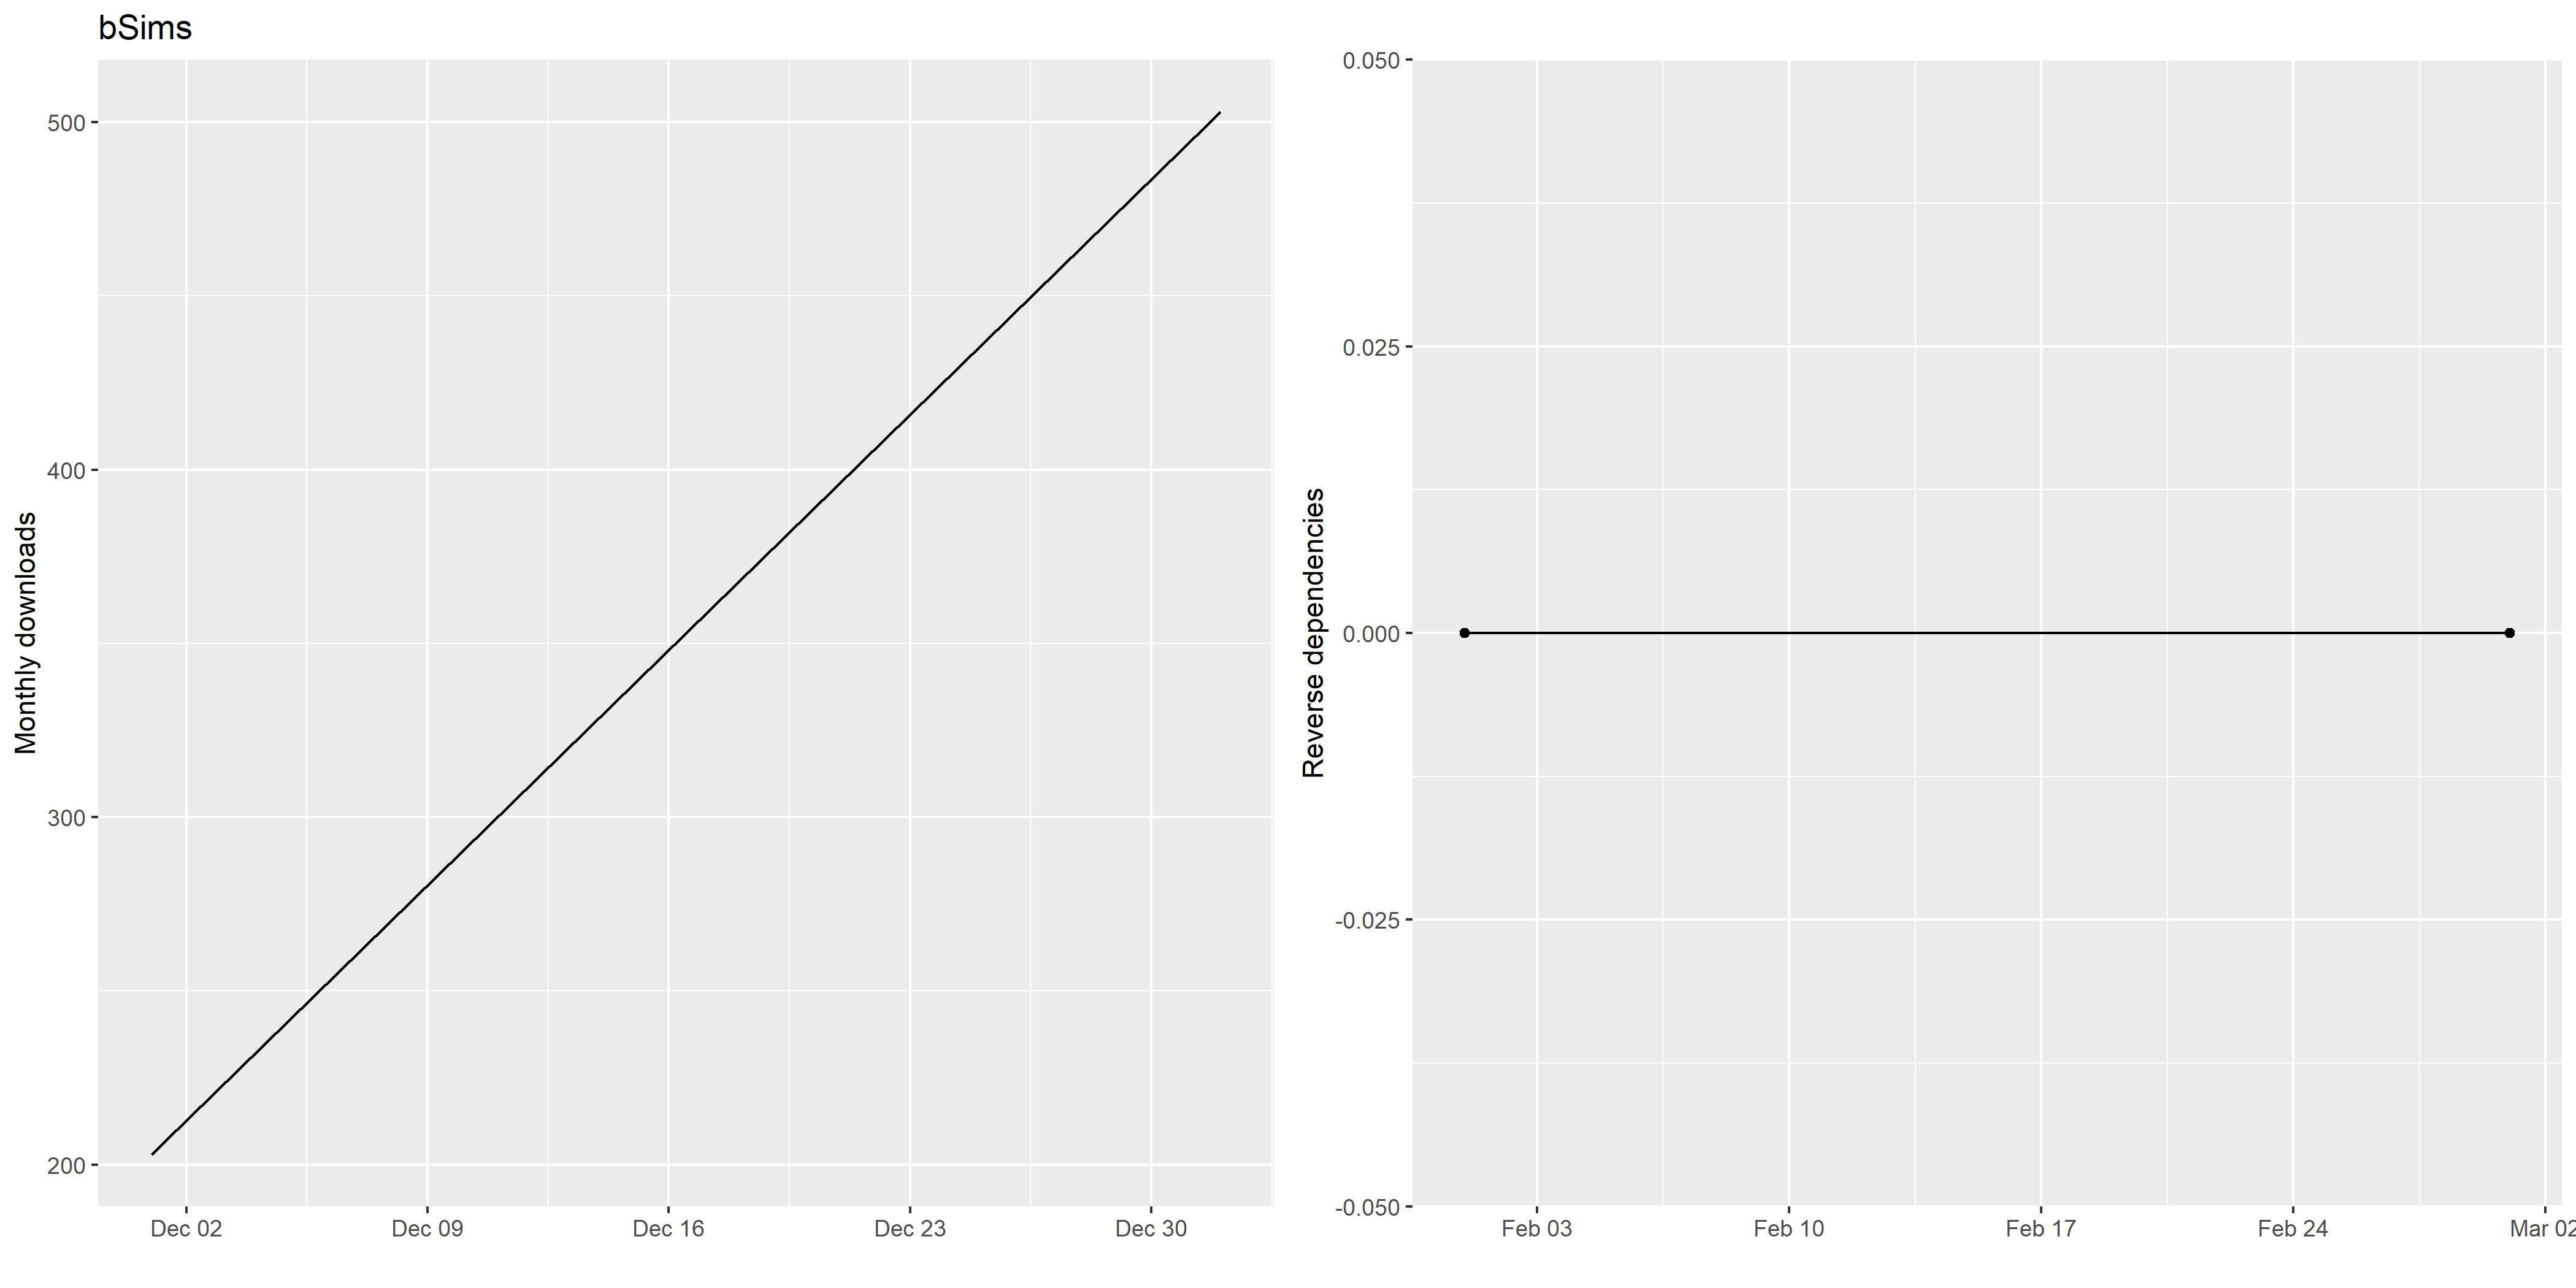 bSims
Monthly downloads
500
400
300
200
Dec 02
Dec 09
Dec 16
Dec 23
Dec 30
Reverse dependencies
0.050
0.025
0.000
-0.025
-0.050
Feb 03
Feb 10
Feb 17
Feb 24
Mar 02